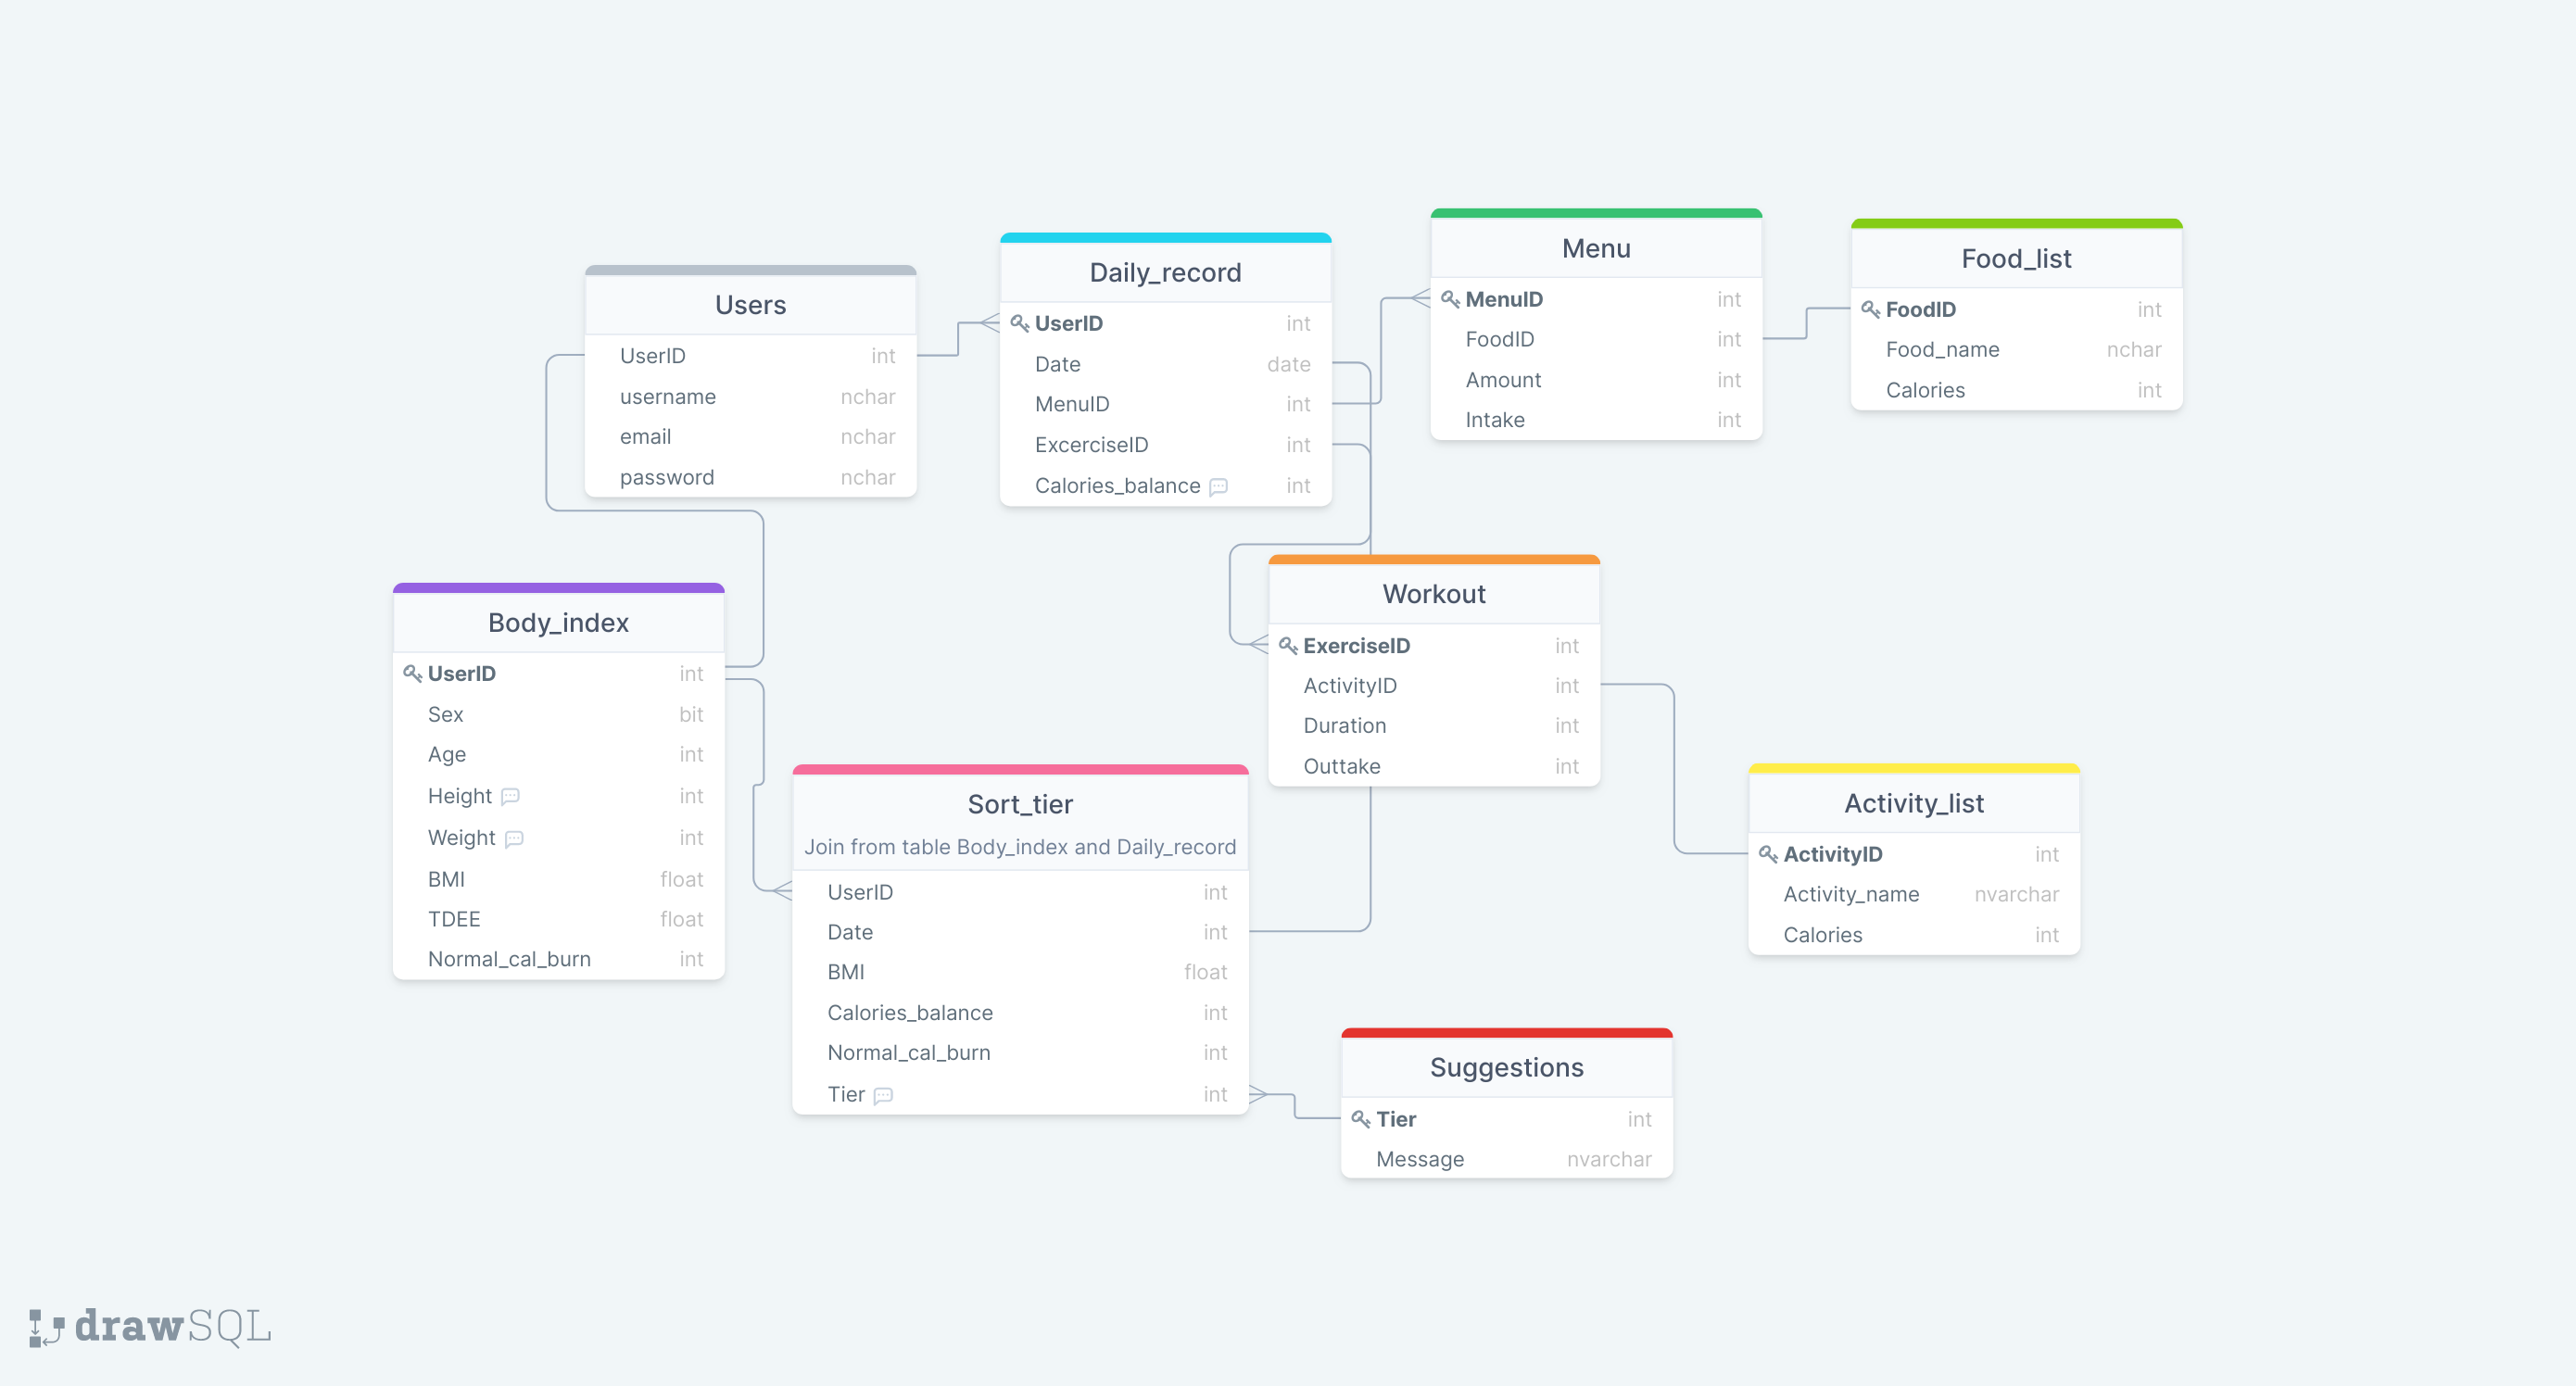 Users
UserID int
username nchar
email nchar
password nchar
Daily_record
UserID int
Date date
MenuID int
ExcerciseID int
Calories_balance int
Menu
MenuID int
FoodID int
Amount int
Intake int
Food_list
FoodID int
Food_name nchar
Calories int
Body_index
UserID int
Sex bit
Age int
Height int
Weight int
BMI float
TDEE float
Normal_cal_burn int
Sort_tier
Join from table Body_index and Daily_record
UserID int
Date int
BMI float
Calories_balance int
Normal_cal_burn int
Tier int
Workout
ExerciseID int
ActivityID int
Duration int
Outtake int
Activity_list
ActivityID int
Activity_name nvarchar
Calories int
Suggestions
Tier int
Message nvarchar
drawSQL